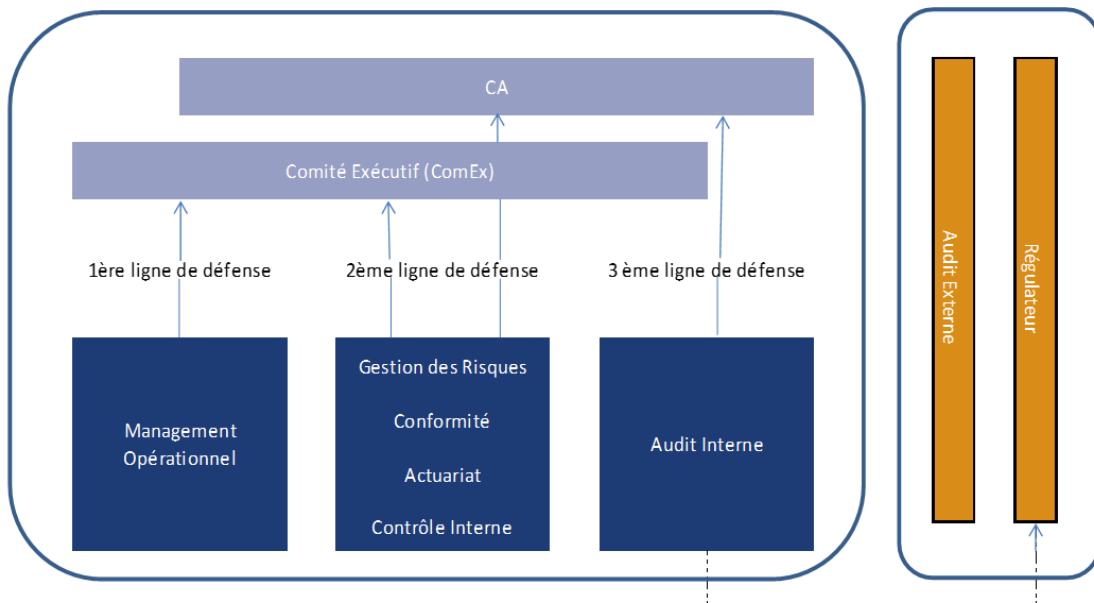 CA
Comité Exécutif (ComEx)
1ère ligne de défense
2ème ligne de défense
3 ème ligne de défense
Management
Opérationnel
Gestion des Risques
Conformité
Actuariat
Contrôle Interne
Audit Interne
Audit Externe
Régulateur